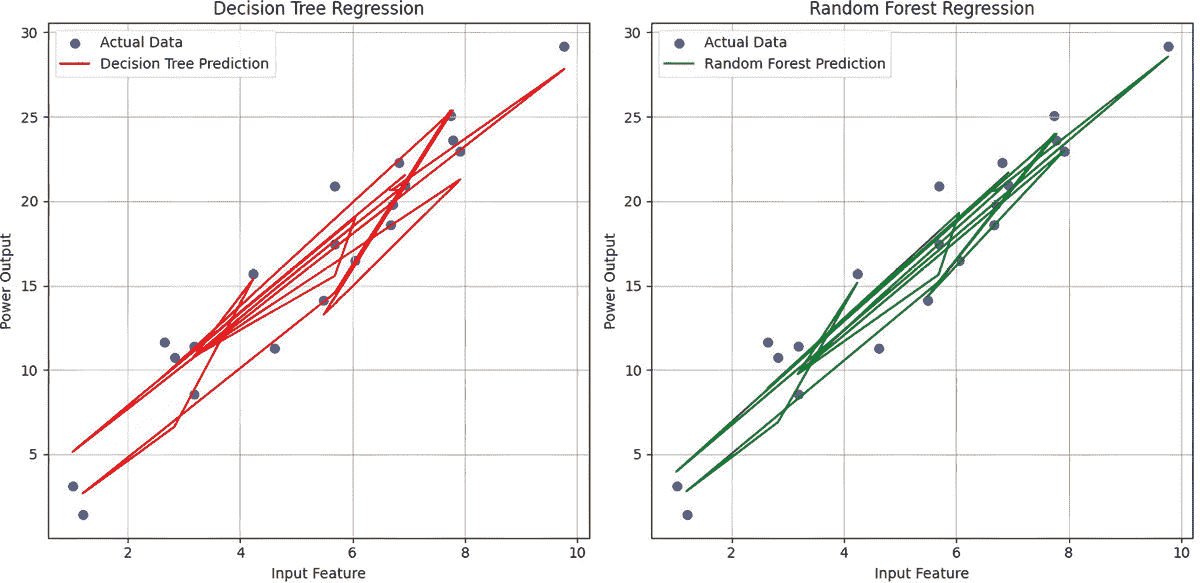 Decision Tree Regression
30
25
20
15
10
5
Power Output
Actual Data
Decision Tree Prediction
2 4 6 8 10
Input Feature
Random Forest Regression
30
25
20
15
10
5
Power Output
Actual Data
Random Forest Prediction
2 4 6 8 10
Input Feature